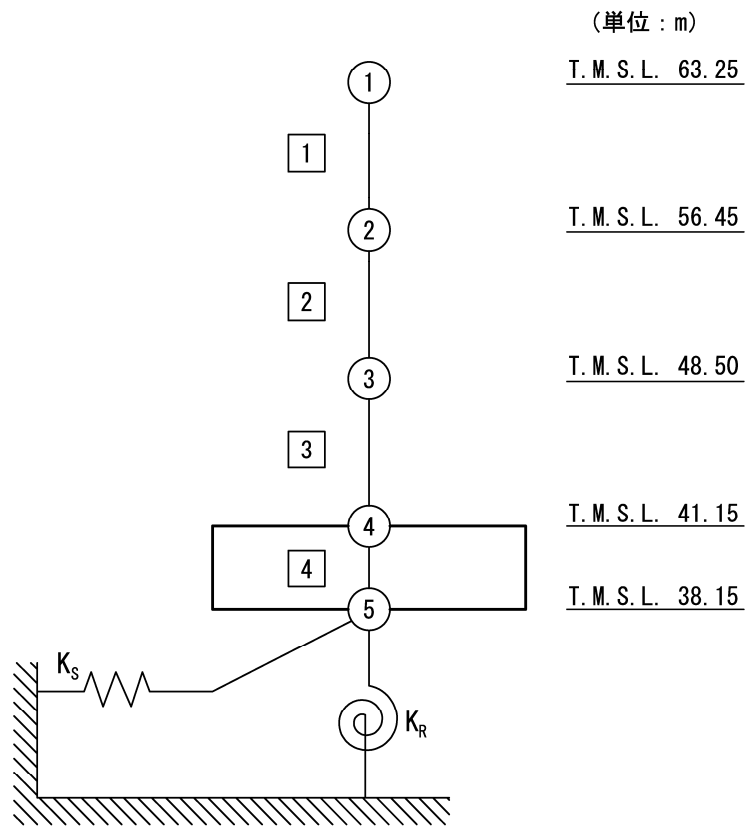 (単位：m)
T.M.S.L. 63.25
1
1
T.M.S.L. 56.45
2
2
T.M.S.L. 48.50
3
3
T.M.S.L. 41.15
4
4
T.M.S.L. 38.15
5
KS
KR